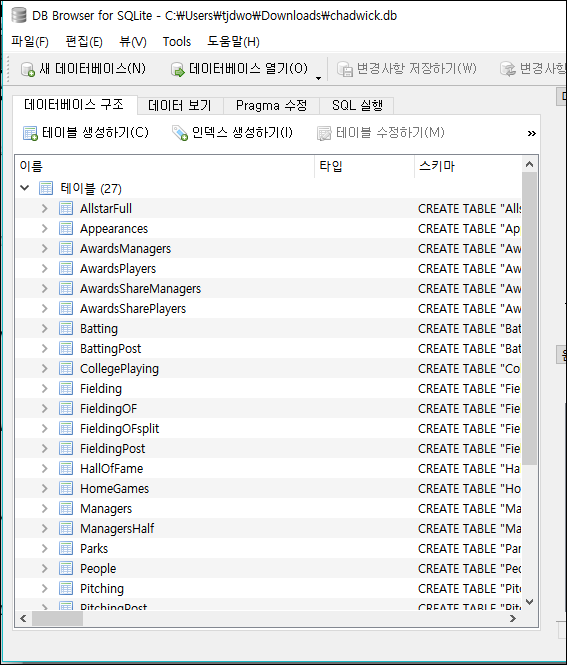 DB Browser for SQLite - C:₩Users₩tjdwo₩Downloads₩chadwick.db
파일(F) 편집(E) 뷰(V) Tools 도움말(H)
새 데이터베이스(N) 데이터베이스 열기(O) 변경사항 저장하기(W) 변경사항
데이터베이스 구조 데이터 보기 Pragma 수정 SQL 실행
테이블 생성하기(C) 인덱스 생성하기(I) 테이블 수정하기(M) »
이름 타입 스키마
테이블 (27)
AllstarFull CREATE TABLE "Alls
Appearances CREATE TABLE "App
AwardsManagers CREATE TABLE "Aw
AwardsPlayers CREATE TABLE "Aw
AwardsShareManagers CREATE TABLE "Aw
AwardsSharePlayers CREATE TABLE "Aw
Batting CREATE TABLE "Bat
BattingPost CREATE TABLE "Bat
CollegePlaying CREATE TABLE "Co
Fielding CREATE TABLE "Fiel
FieldingOF CREATE TABLE "Fiel
FieldingOFsplit CREATE TABLE "Fiel
FieldingPost CREATE TABLE "Fiel
HallOfFame CREATE TABLE "Ha
HomeGames CREATE TABLE "Ho
Managers CREATE TABLE "Ma
ManagersHalf CREATE TABLE "Ma
Parks CREATE TABLE "Par
People CREATE TABLE "Peo
Pitching CREATE TABLE "Pitc
PitchingPost CREATE TABLE "Pitc